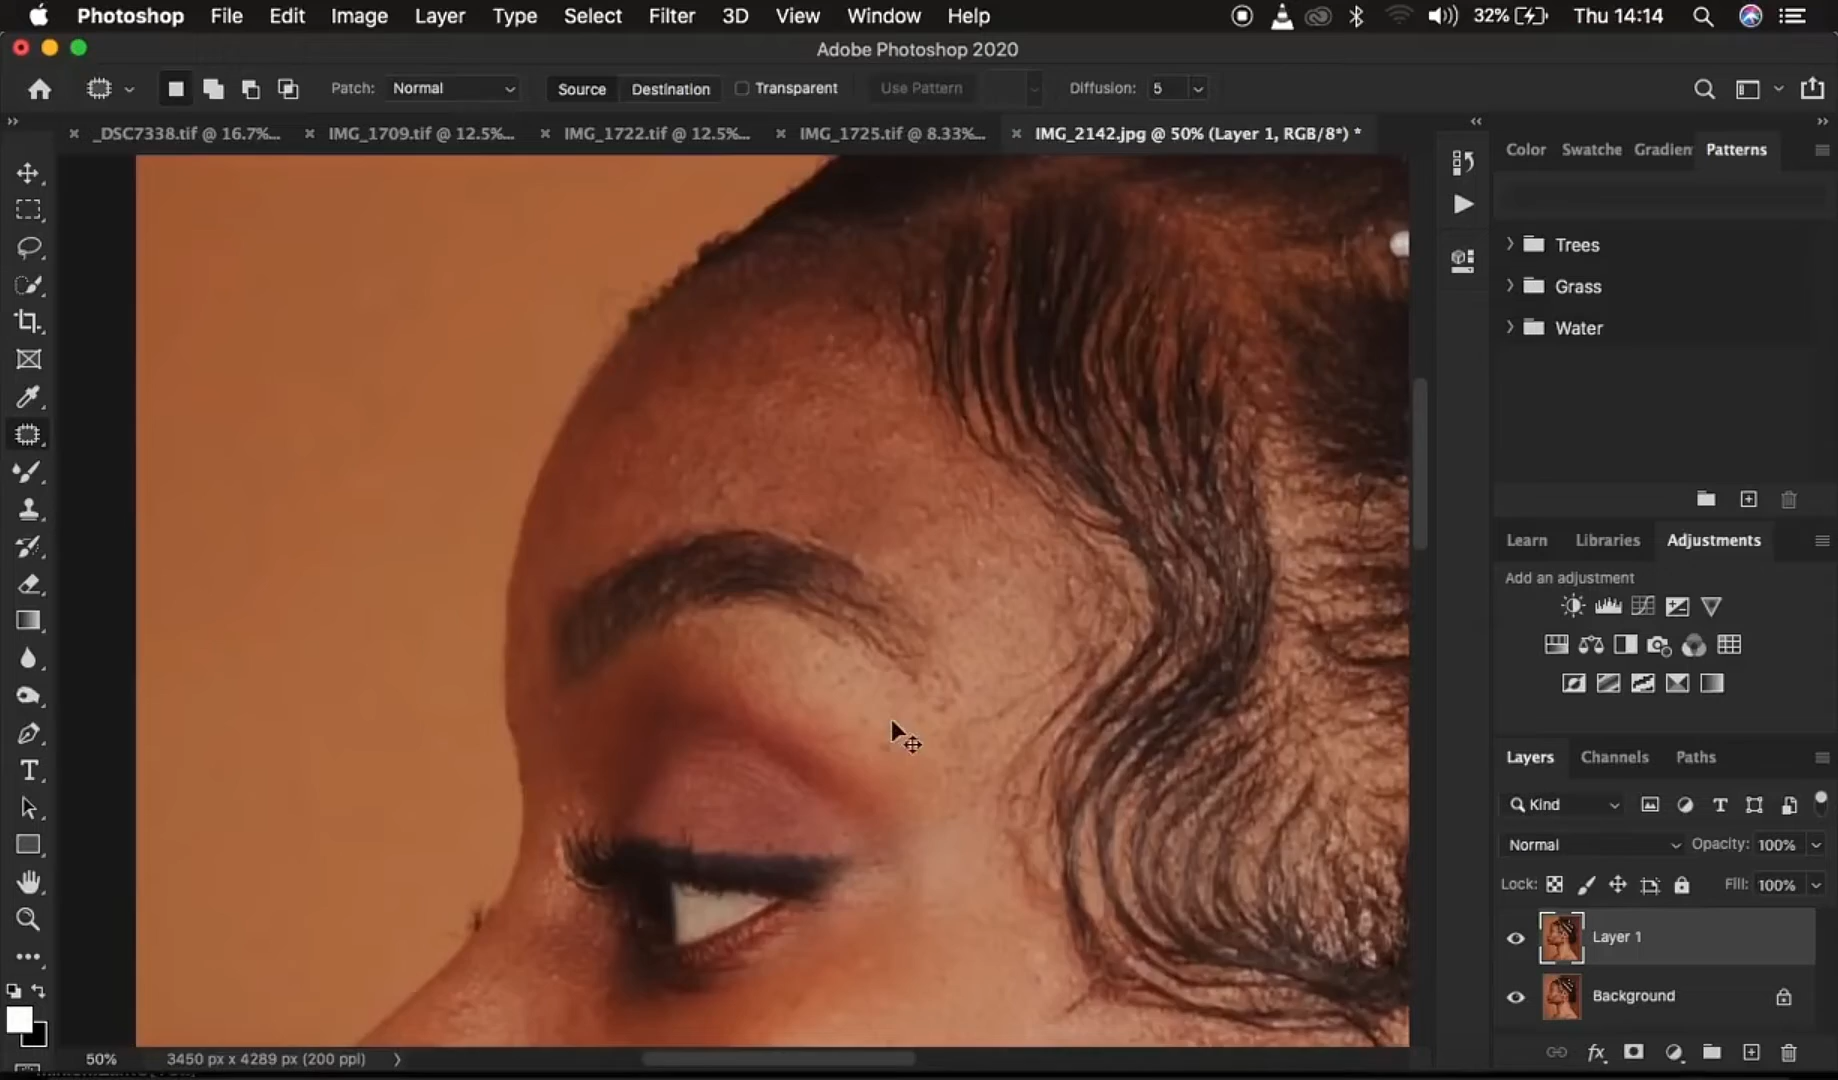 Photoshop File Edit Image Layer Type Select Filter 3D View Window Help 32% Thu 14:14
Adobe Photoshop 2020
Patch: Normal Source Destination Transparent Use Pattern Diffusion: 5
_DSC7338.tif @ 16.7%... IMG_1709.tif @ 12.5%... IMG_1722.tif @ 12.5%... IMG_1725.tif @ 8.33%... IMG_2142.jpg @ 50% (Layer 1, RGB/8*) *
Color Swatche Gradien Patterns
Trees
Grass
Water
Learn Libraries Adjustments
Add an adjustment
Layers Channels Paths
Kind
Normal Opacity: 100%
Lock: Fill: 100%
Layer 1
Background
50% 3450 px x 4289 px (200 ppI)